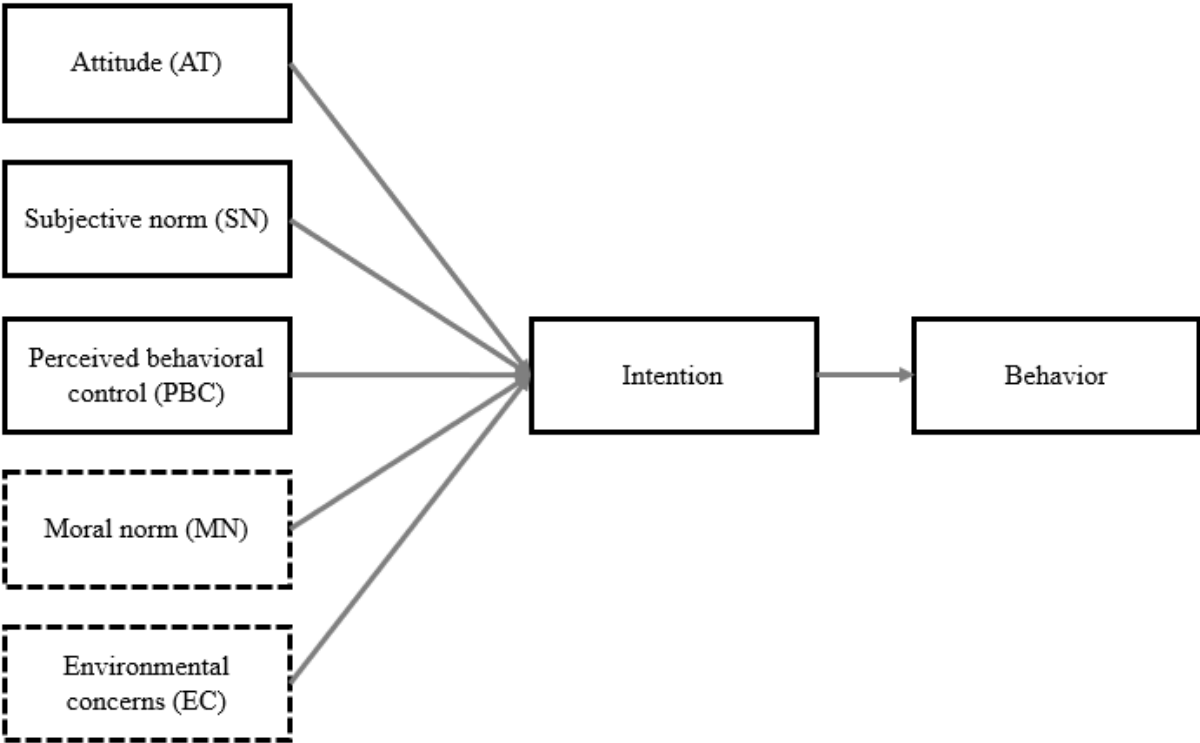 Attitude (AT)
Subjective norm (SN)
Perceived behavioral
control (PBC)
Moral norm (MN)
Environmental
concerns (EC)
Intention
Behavior